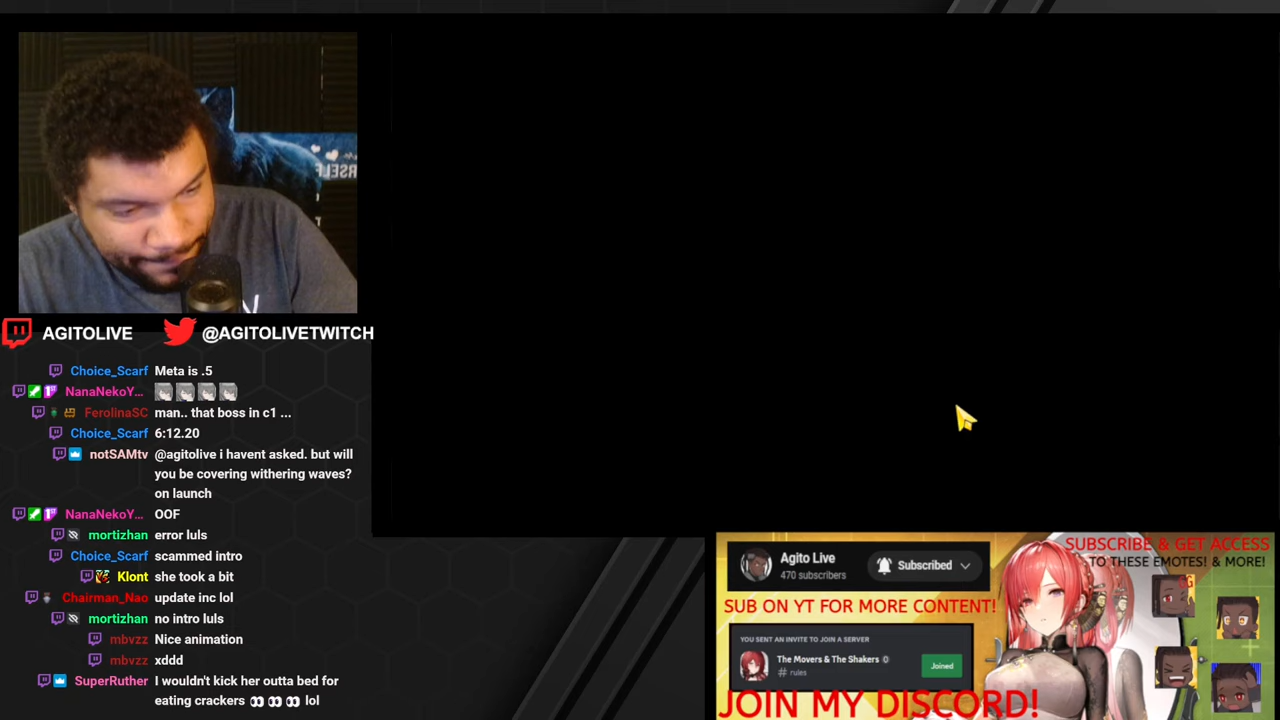 ERSELF
AGITOLIVE
@AGITOLIVETWITCH
Choice_Scarf Meta is .5
NanaNekoY...
FerolinaSC man.. that boss in c1 ...
Choice_Scarf 6:12.20
notSAMtv @agitolive i havent asked. but will
you be covering withering waves?
on launch
NanaNekoY... OOF
mortizhan error luls
Choice_Scarf scammed intro
Klont she took a bit
Chairman_Nao update inc lol
mortizhan no intro luls
mbvzz Nice animation
mbvzz xddd
SuperRuther I wouldn't kick her outta bed for
eating crackers 👀 👀 👀 lol
Agito Live
470 subscribers
Subscribed
SUB ON YT FOR MORE CONTENT!
YOU SENT AN INVITE TO JOIN A SERVER
The Movers & The Shakers
# rules
Joined
JOIN MY DISCORD!
SUBSCRIBE & GET ACCESS
TO THESE EMOTES! & MORE!